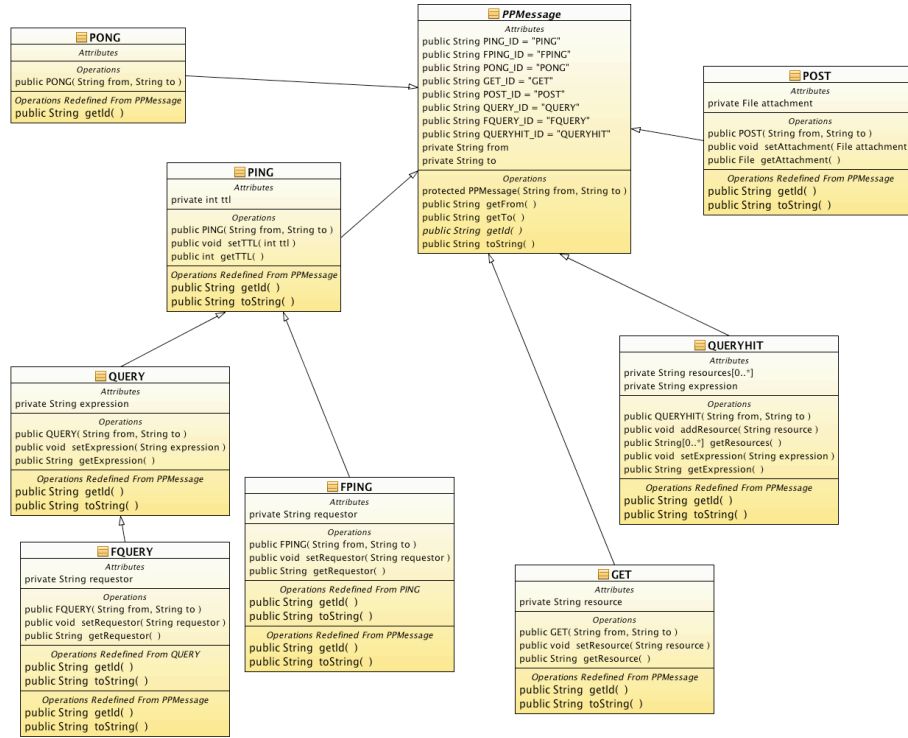 PPMessage
Attributes
public String PING_ID = "PING"
public String FPING_ID = "FPING"
public String PONG_ID = "PONG"
public String GET_ID = "GET"
public String POST_ID = "POST"
public String QUERY_ID = "QUERY"
public String FQUERY_ID = "FQUERY"
public String QUERYHIT_ID = "QUERYHIT"
private String from
private String to
Operations
protected PPMessage( String from, String to )
public String getFrom( )
public String getTo( )
public String getId( )
public String toString( )
PONG
Attributes
Operations
public PONG( String from, String to )
Operations Redefined From PPMessage
public String getId( )
POST
Attributes
private File attachment
Operations
public POST( String from, String to )
public void setAttachment( File attachment
public File getAttachment( )
Operations Redefined From PPMessage
public String getId( )
public String toString( )
PING
Attributes
private int ttl
Operations
public PING( String from, String to )
public void setTTL( int ttl )
public int getTTL( )
Operations Redefined From PPMessage
public String getId( )
public String toString( )
QUERYHIT
Attributes
private String resources[0..*]
private String expression
Operations
public QUERYHIT( String from, String to )
public void addResource( String resource )
public String[0..*] getResources( )
public void setExpression( String expression )
public String getExpression( )
Operations Redefined From PPMessage
public String getId( )
public String toString( )
QUERY
Attributes
private String expression
Operations
public QUERY( String from, String to )
public void setExpression( String expression )
public String getExpression( )
Operations Redefined From PPMessage
public String getId( )
public String toString( )
FPING
Attributes
private String requestor
Operations
public FPING( String from, String to )
public void setRequestor( String requestor )
public String getRequestor( )
Operations Redefined From PING
public String getId( )
public String toString( )
Operations Redefined From PPMessage
public String getId( )
public String toString( )
FQUERY
Attributes
private String requestor
Operations
public FQUERY( String from, String to )
public void setRequestor( String requestor )
public String getRequestor( )
Operations Redefined From QUERY
public String getId( )
public String toString( )
Operations Redefined From PPMessage
public String getId( )
public String toString( )
GET
Attributes
private String resource
Operations
public GET( String from, String to )
public void setResource( String resource )
public String getResource( )
Operations Redefined From PPMessage
public String getId( )
public String toString( )